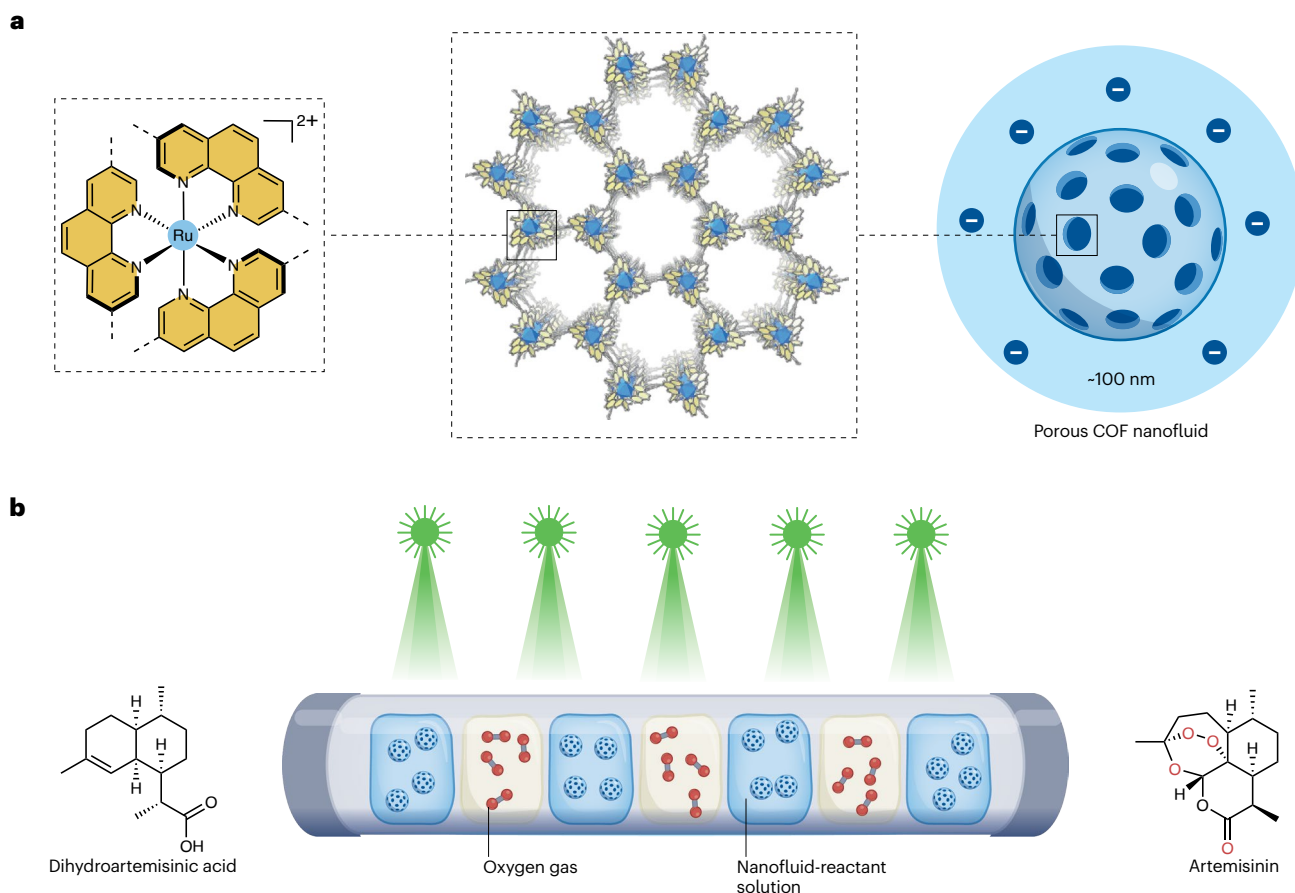 a
2+
N
N
N
Ru
N
N
N
−
−
−
−
−
−
−
~100 nm
Porous COF nanofluid
b
H
H
H
O
OH
Dihydroartemisinic acid
Oxygen gas
Nanofluid-reactant
solution
H
O
O
H
O
H
O
O
Artemisinin